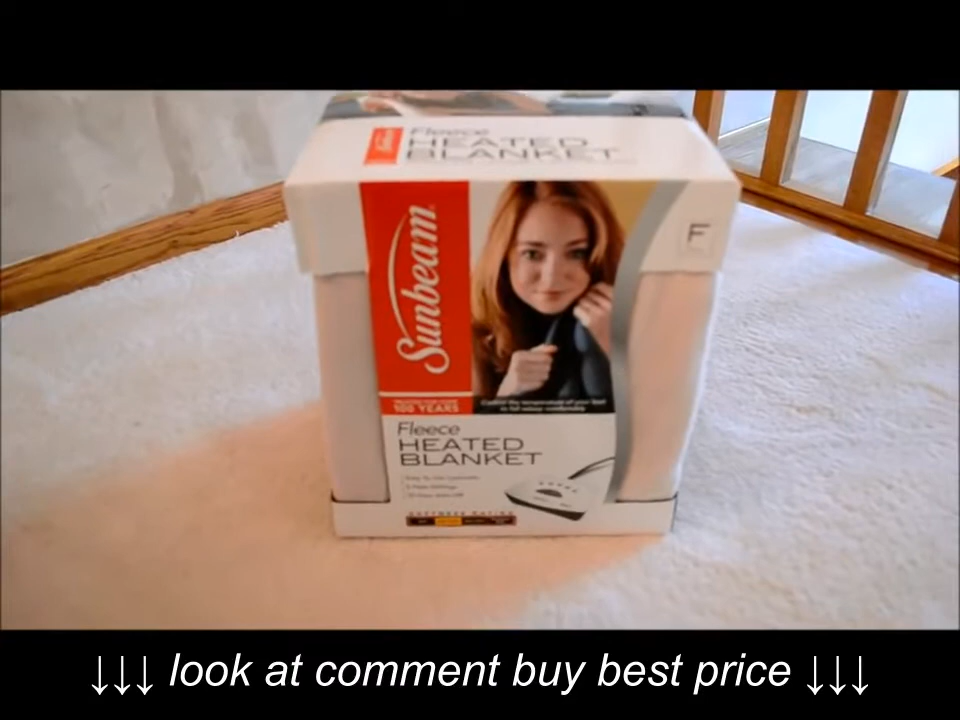 Fleece
HEATED
BLANKET
Sunbeam
F
100 YEARS
Fleece
HEATED
BLANKET
↓↓↓ look at comment buy best price ↓↓↓